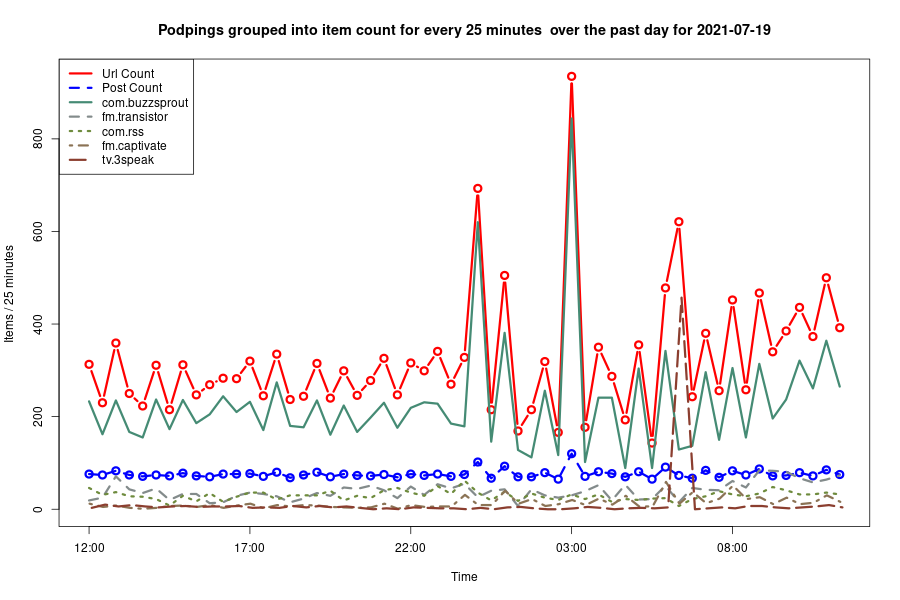 Podpings grouped into item count for every 25 minutes  over the past day for 2021-07-19
Url Count
Post Count
com.buzzsprout
fm.transistor
com.rss
fm.captivate
tv.3speak
Items / 25 minutes
800
600
400
200
0
12:00 17:00 22:00 03:00 08:00
Time